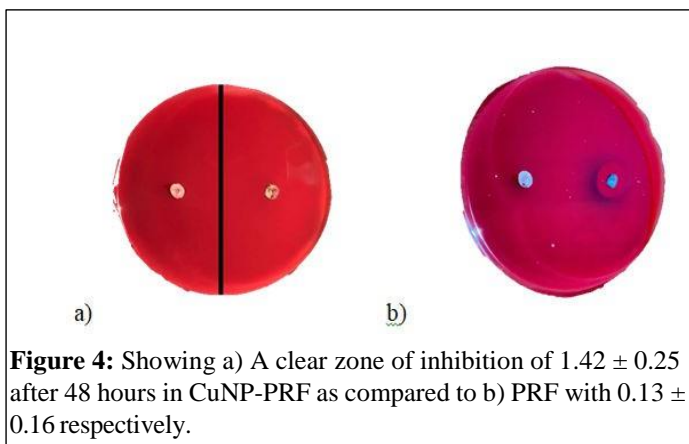 a)
b)
Figure 4: Showing a) A clear zone of inhibition of 1.42 ± 0.25
after 48 hours in CuNP-PRF as compared to b) PRF with 0.13 ±
0.16 respectively.